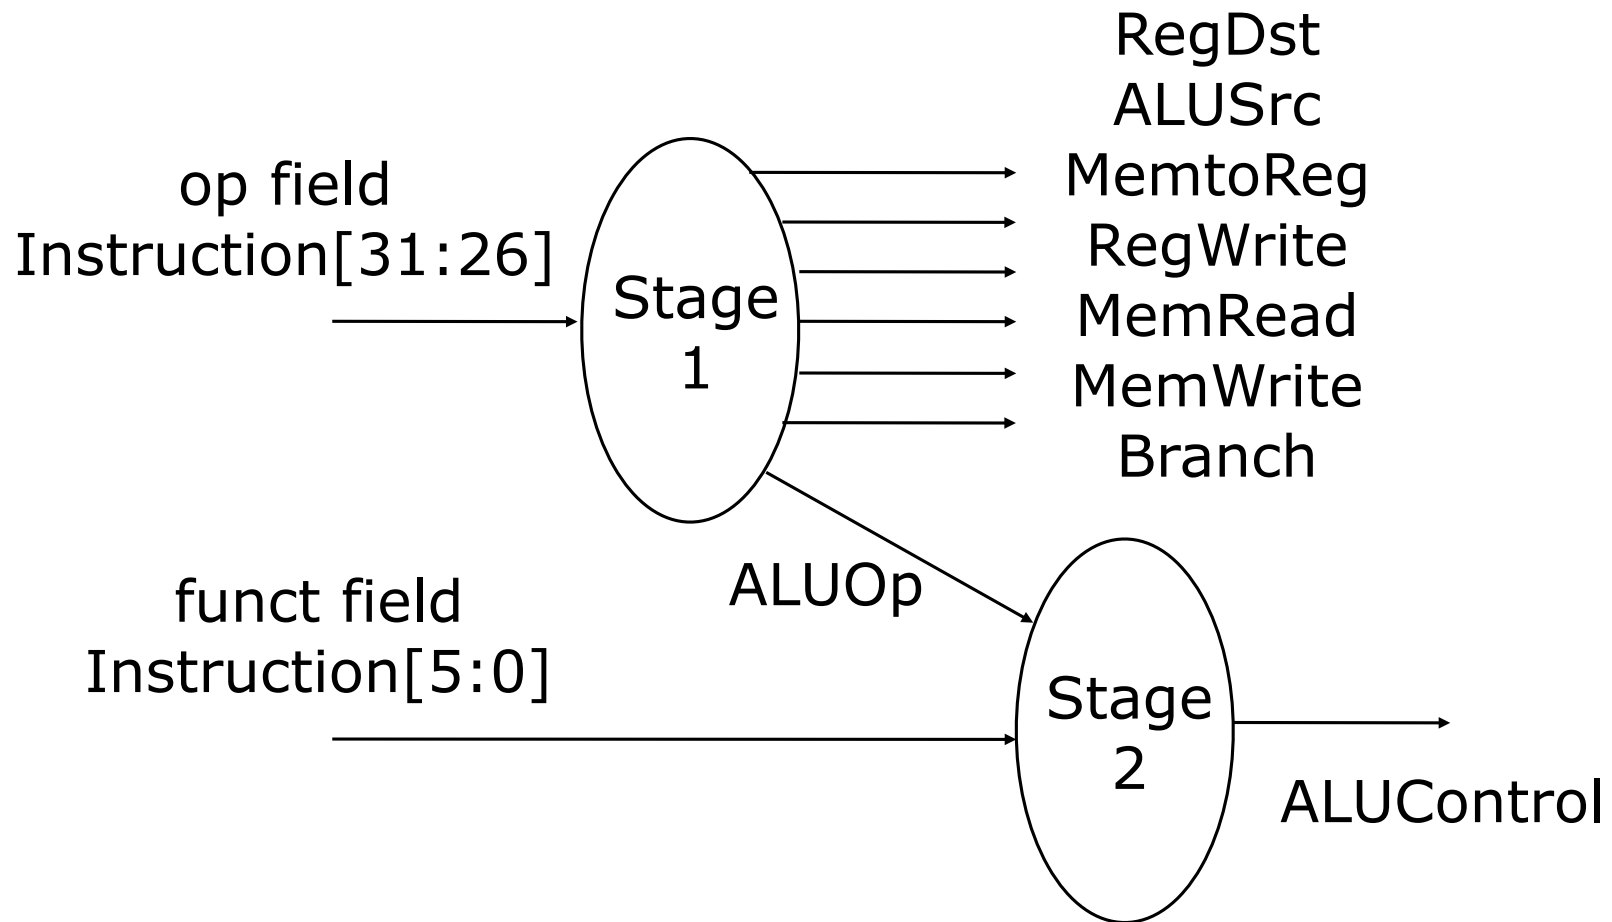 RegDst
ALUSrc
MemtoReg
RegWrite
MemRead
MemWrite
Branch
op field
Instruction[31:26]
Stage
1
ALUOp
funct field
Instruction[5:0]
Stage
2
ALUControl